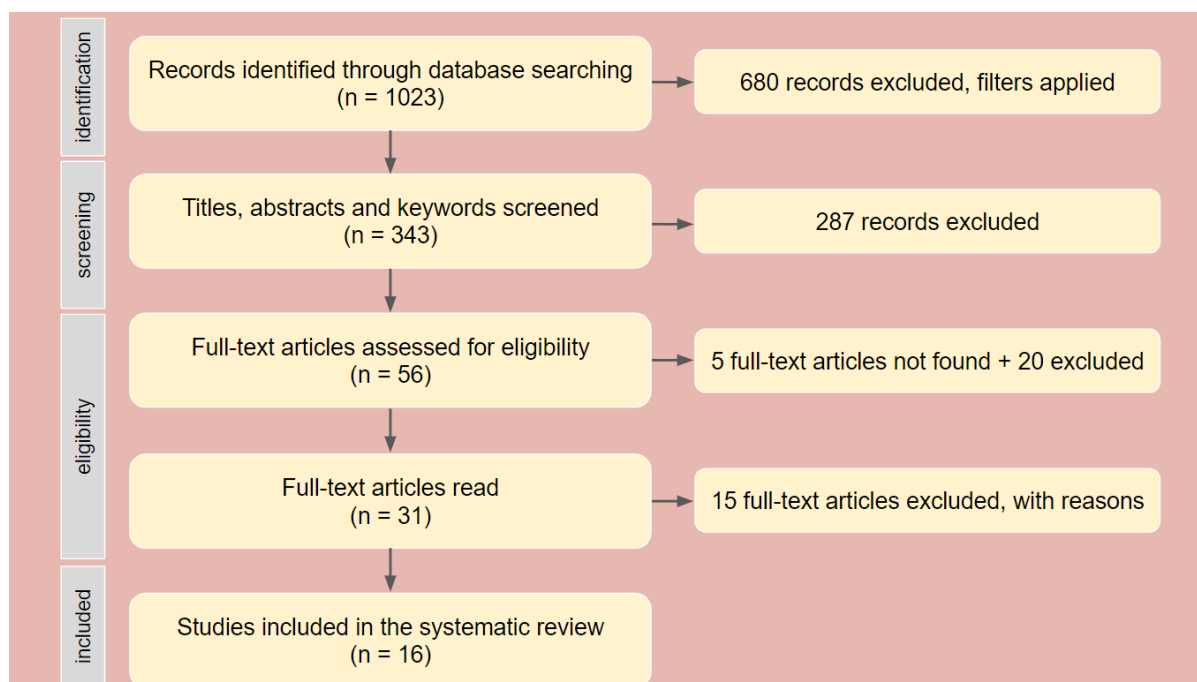 identification
Records identified through database searching
(n = 1023)
680 records excluded, filters applied
screening
Titles, abstracts and keywords screened
(n = 343)
287 records excluded
eligibility
Full-text articles assessed for eligibility
(n = 56)
5 full-text articles not found + 20 excluded
Full-text articles read
(n = 31)
15 full-text articles excluded, with reasons
included
Studies included in the systematic review
(n = 16)